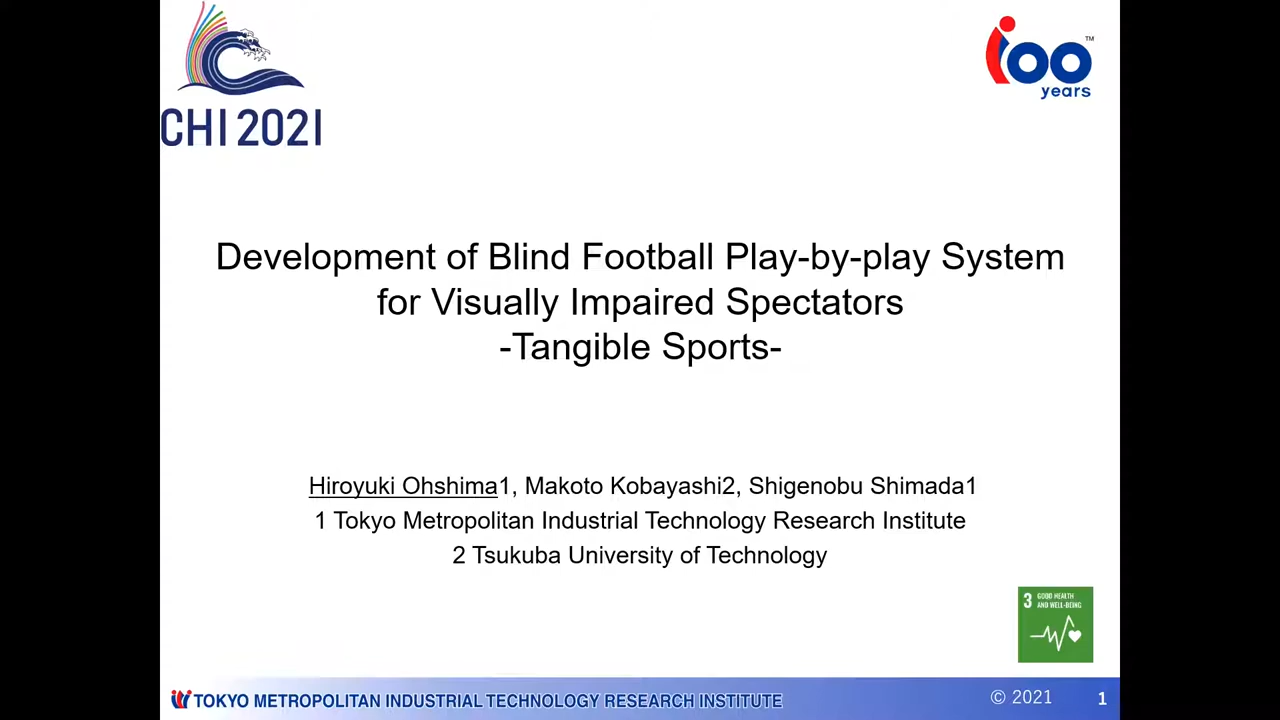 CHI 2021
100
TM
years
Development of Blind Football Play-by-play System
for Visually Impaired Spectators
-Tangible Sports-
Hiroyuki Ohshima1, Makoto Kobayashi2, Shigenobu Shimada1
1 Tokyo Metropolitan Industrial Technology Research Institute
2 Tsukuba University of Technology
3 GOOD HEALTH
AND WELL-BEING
TOKYO METROPOLITAN INDUSTRIAL TECHNOLOGY RESEARCH INSTITUTE
© 2021
1